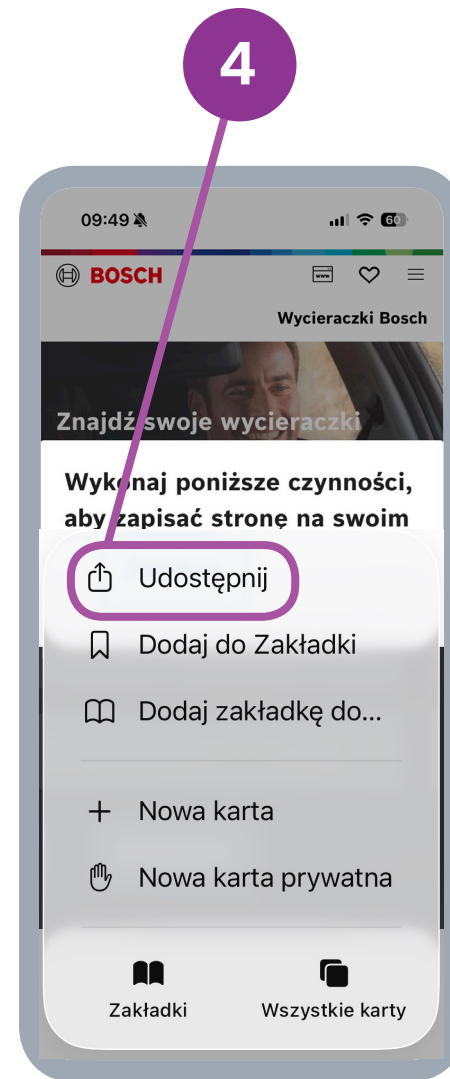 4
09:49
60
BOSCH
www
Wycieraczki Bosch
Znajdź swoje wycieraczki
Wykonaj poniższe czynności,
aby zapisać stronę na swoim
Udostępnij
Dodaj do Zakładki
Dodaj zakładkę do...
Nowa karta
Nowa karta prywatna
Zakładki
Wszystkie karty